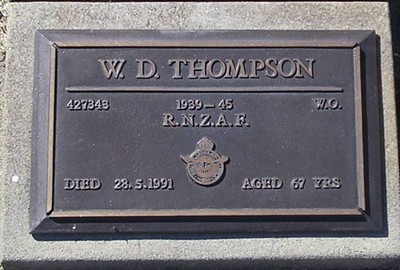 W. D. THOMPSON
427343 1939 – 45 W.O.
R.N.Z.A.F.
DIED 28.5.1991 AGED 67 YRS